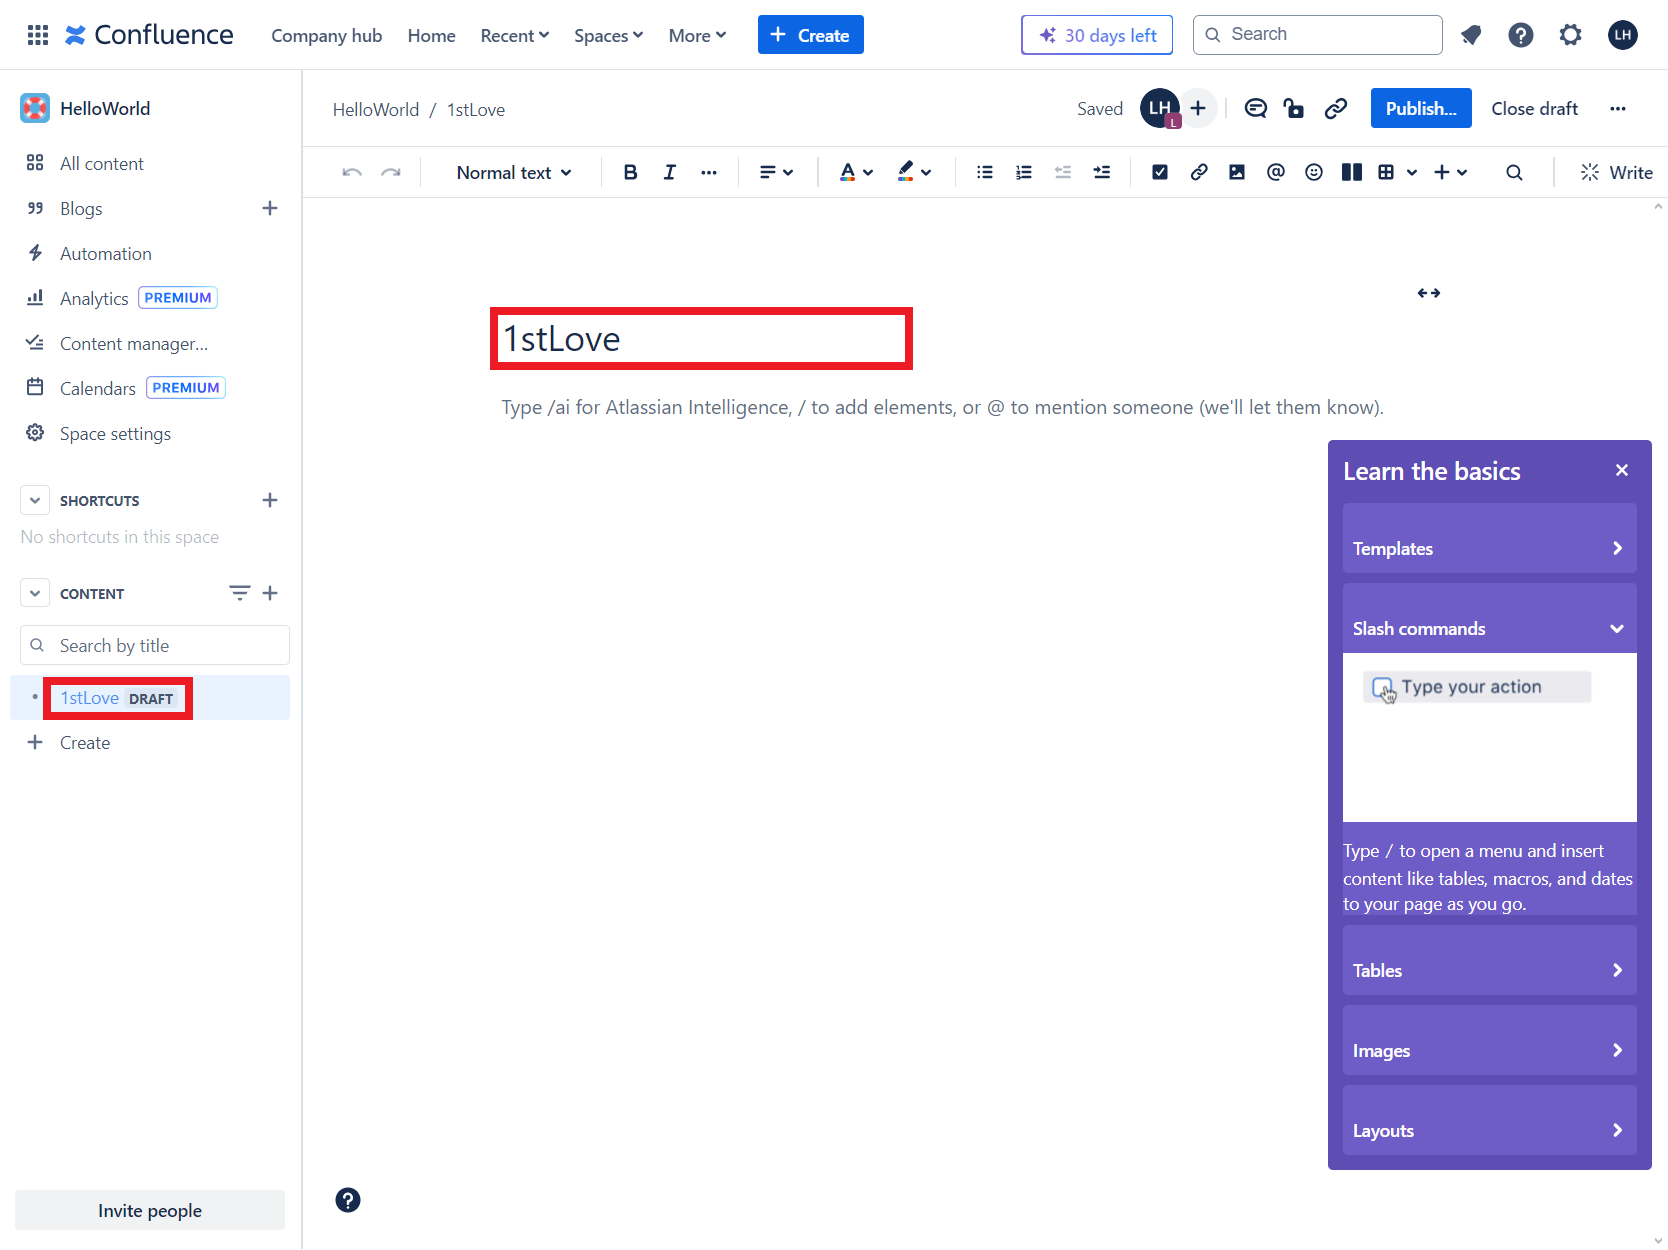 Confluence
Company hub
Home
Recent
Spaces
More
+ Create
30 days left
Search
LH
HelloWorld
All content
Blogs
Automation
Analytics PREMIUM
Content manager...
Calendars PREMIUM
Space settings
SHORTCUTS
No shortcuts in this space
CONTENT
Search by title
1stLove DRAFT
Create
Invite people
HelloWorld / 1stLove
Saved
LH
L
Publish...
Close draft
Normal text
B I
A
Write
1stLove
Type /ai for Atlassian Intelligence, / to add elements, or @ to mention someone (we'll let them know).
Learn the basics
Templates
Slash commands
Type your action
Type / to open a menu and insert
content like tables, macros, and dates
to your page as you go.
Tables
Images
Layouts